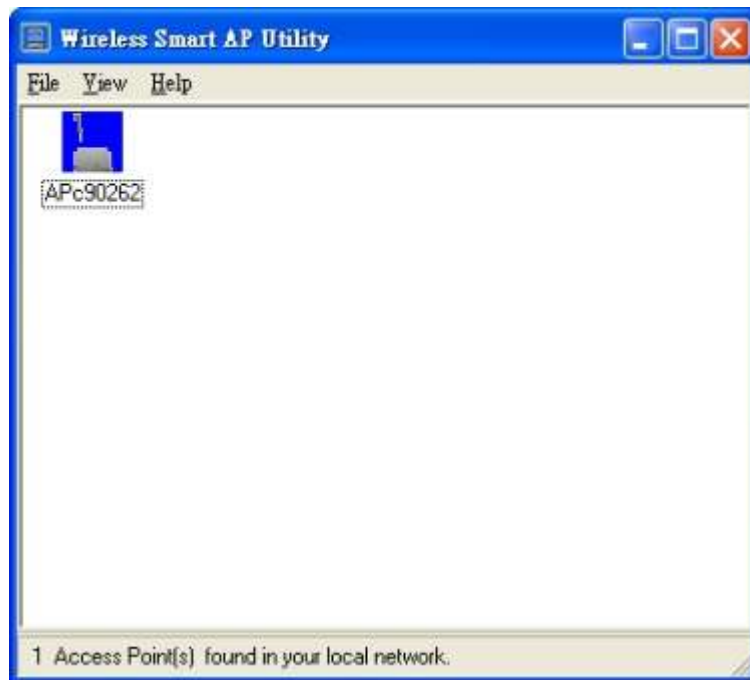 Wireless Smart AP Utility
File View Help
APc90262
1 Access Point(s) found in your local network.